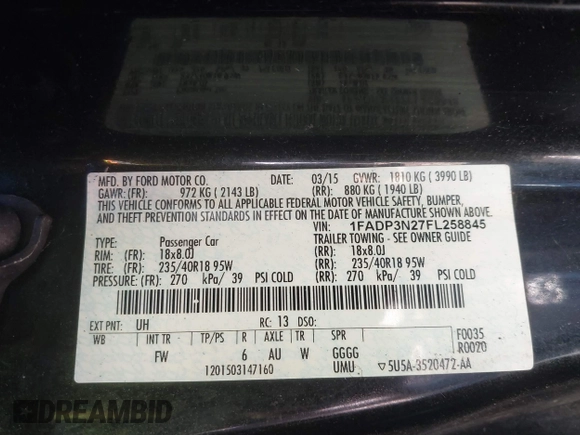 MFD. BY FORD MOTOR CO. DATE: 03/15 GVWR: 1810 KG ( 3990 LB)
GAWR: (FR): 972 KG ( 2143 LB) (RR): 880 KG ( 1940 LB)
THIS VEHICLE CONFORMS TO ALL APPLICABLE FEDERAL MOTOR VEHICLE SAFETY, BUMPER,
AND THEFT PREVENTION STANDARDS IN EFFECT ON THE DATE OF MANUFACTURE SHOWN ABOVE.
VIN: 1FADP3N27FL258845
TYPE: Passenger Car TRAILER TOWING - SEE OWNER GUIDE
RIM: (FR): 18x8.0J (RR): 18x8.0J
TIRE: (FR): 235/40R18 95W (RR): 235/40R18 95W
PRESSURE: (FR): 270 kPa/ 39 PSI COLD (RR): 270 kPa/ 39 PSI COLD
EXT PNT: UH RC: 13 DSO: F0035
WB INT TR TP/PS R AXLE TR SPR R0020
FW 6 AU W GGGG
1201503147160 UMU ▽5U5A-3520472-AA
DREAMBID